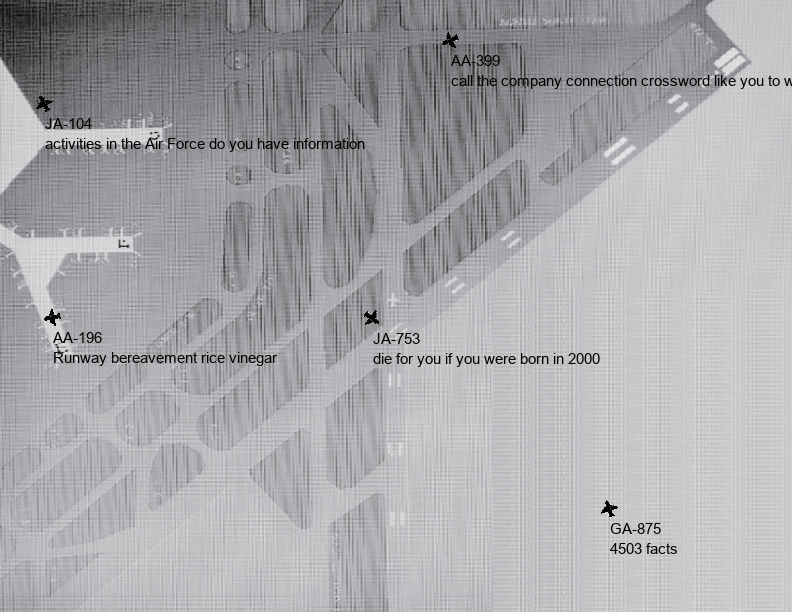 AA-399
call the company connection crossword like you to w
JA-104
activities in the Air Force do you have information
AA-196
Runway bereavement rice vinegar
JA-753
die for you if you were born in 2000
GA-875
4503 facts